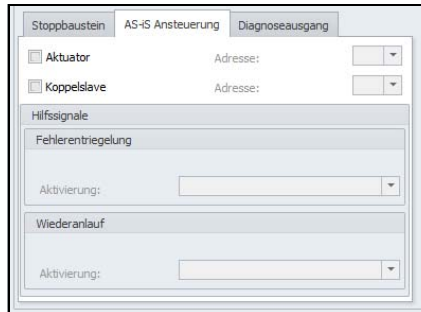 Stoppbaustein AS-iS Ansteuerung Diagnoseausgang
Aktuator Adresse:
Koppelslave Adresse:
Hilfssignale
Fehlerentriegelung
Aktivierung:
Wiederanlauf
Aktivierung: